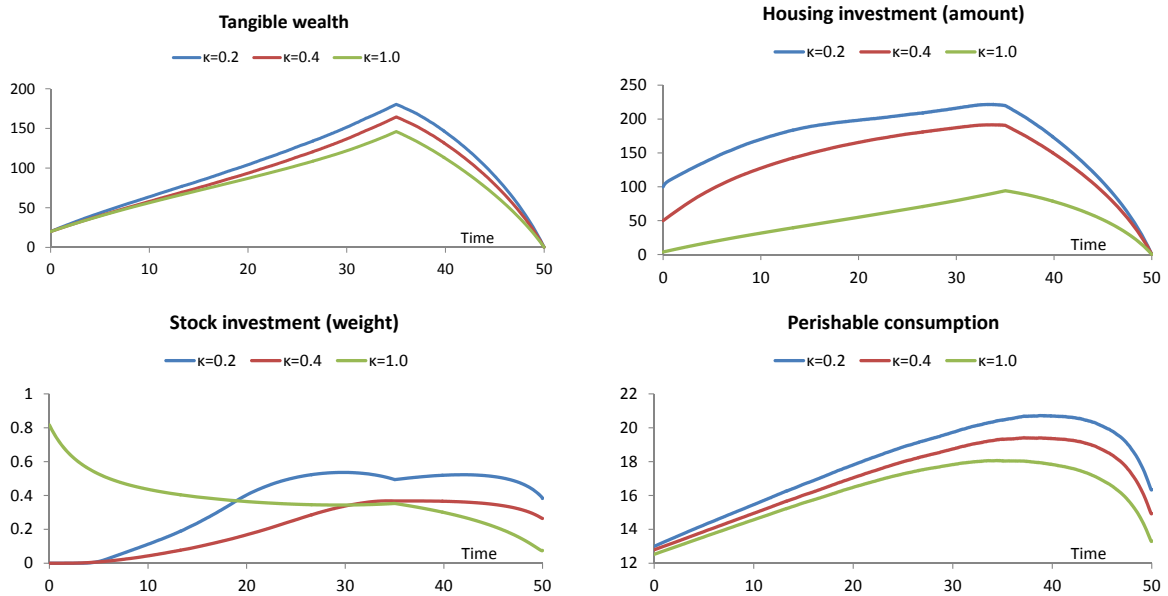 Tangible wealth
κ=0.2 κ=0.4 κ=1.0
200
150
100
50
0
Time
0 10 20 30 40 50
Housing investment (amount)
κ=0.2 κ=0.4 κ=1.0
250
200
150
100
50
0
Time
0 10 20 30 40 50
Stock investment (weight)
κ=0.2 κ=0.4 κ=1.0
1
0.8
0.6
0.4
0.2
0
Time
0 10 20 30 40 50
Perishable consumption
κ=0.2 κ=0.4 κ=1.0
22
20
18
16
14
12
Time
0 10 20 30 40 50